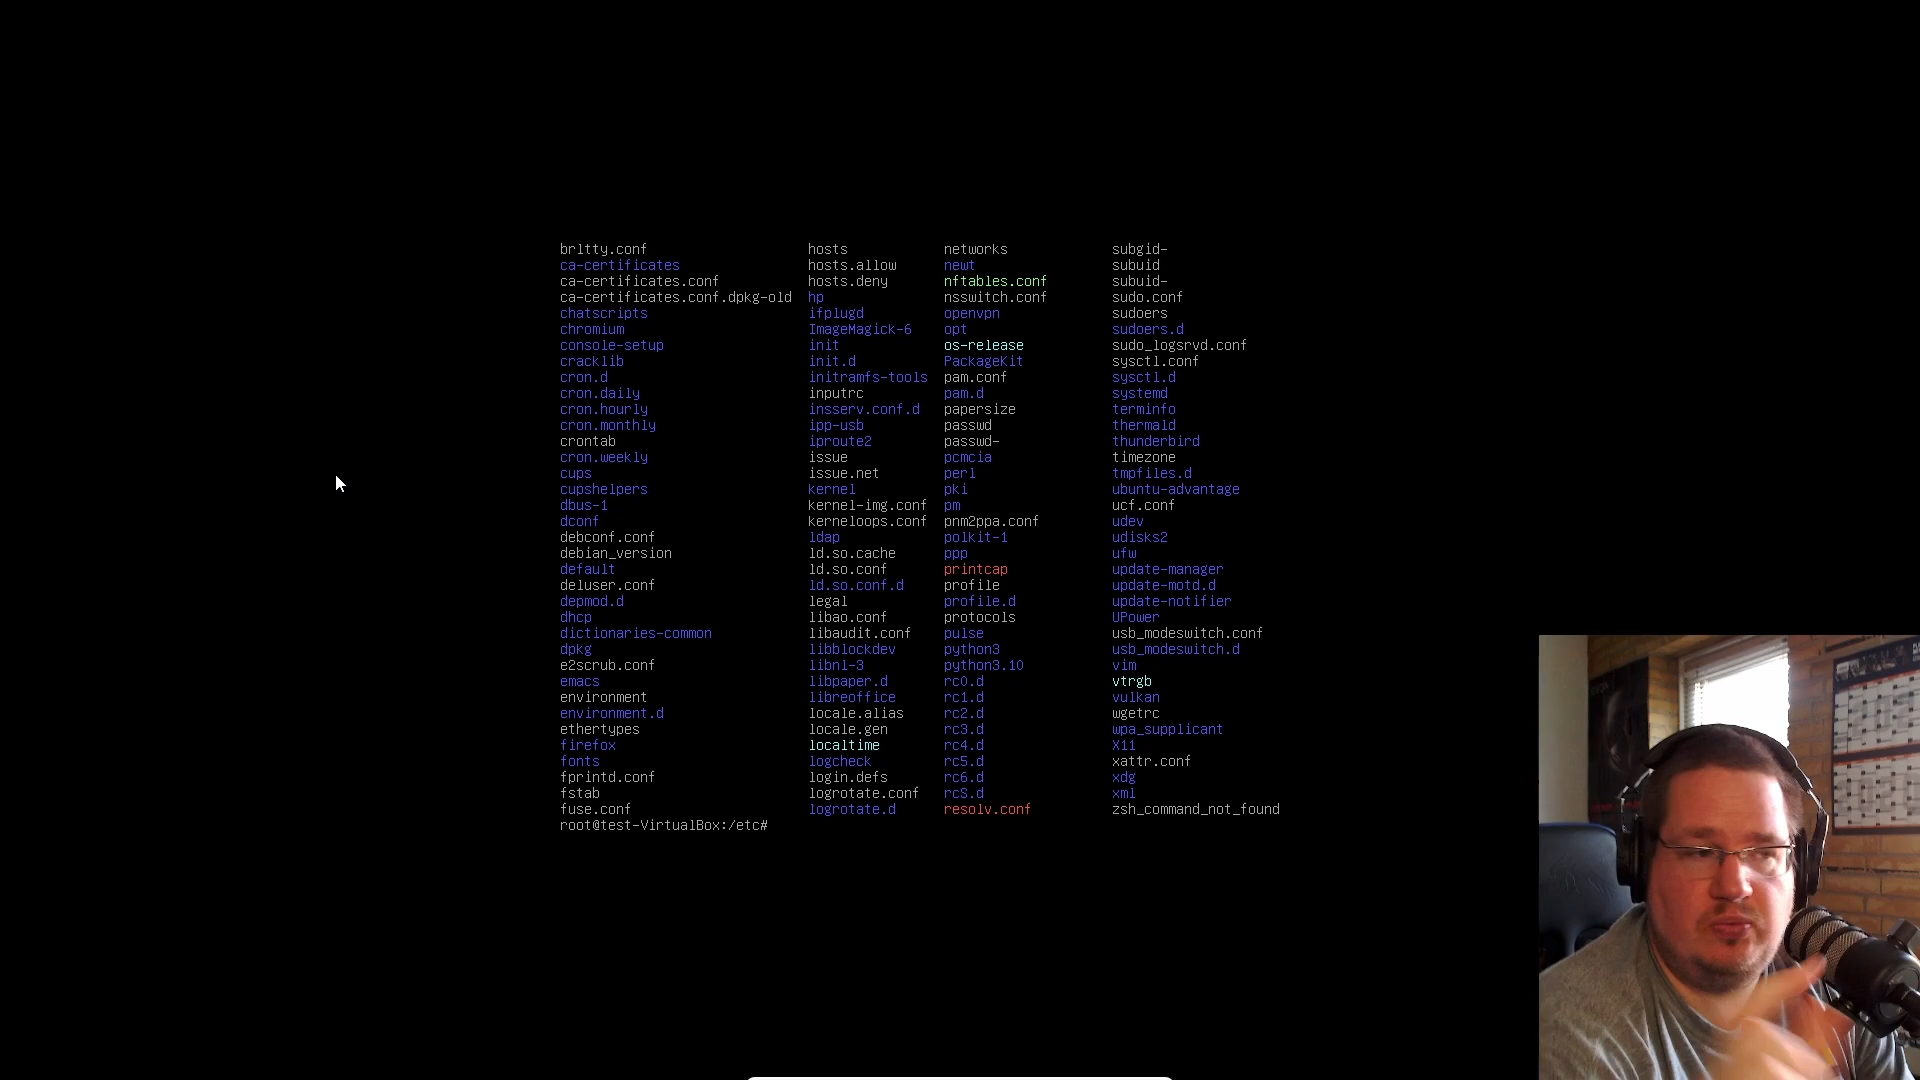 brltty.conf hosts networks subgid-
ca-certificates hosts.allow newt subuid
ca-certificates.conf hosts.deny nftables.conf subuid-
ca-certificates.conf.dpkg-old hp nsswitch.conf sudo.conf
chatscripts ifplugd openvpn sudoers
chromium ImageMagick-6 opt sudoers.d
console-setup init os-release sudo_logsrvd.conf
cracklib init.d PackageKit sysctl.conf
cron.d initramfs-tools pam.conf sysctl.d
cron.daily inputrc pam.d systemd
cron.hourly insserv.conf.d papersize terminfo
cron.monthly ipp-usb passwd thermald
crontab iproute2 passwd- thunderbird
cron.weekly issue pcmcia timezone
cups issue.net perl tmpfiles.d
cupshelpers kernel pki ubuntu-advantage
dbus-1 kernel-img.conf pm ucf.conf
dconf kerneloops.conf pnm2ppa.conf udev
debconf.conf ldap polkit-1 udisks2
debian_version ld.so.cache ppp ufw
default ld.so.conf printcap update-manager
deluser.conf ld.so.conf.d profile update-motd.d
depmod.d legal profile.d update-notifier
dhcp libao.conf protocols UPower
dictionaries-common libaudit.conf pulse usb_modeswitch.conf
dpkg libblockdev python3 usb_modeswitch.d
e2scrub.conf libnl-3 python3.10 vim
emacs libpaper.d rc0.d vtrgb
environment libreoffice rc1.d vulkan
environment.d locale.alias rc2.d wgetrc
ethertypes locale.gen rc3.d wpa_supplicant
firefox localtime rc4.d X11
fonts logcheck rc5.d xattr.conf
fprintd.conf login.defs rc6.d xdg
fstab logrotate.conf rcS.d xml
fuse.conf logrotate.d resolv.conf zsh_command_not_found
root@test-VirtualBox:/etc#